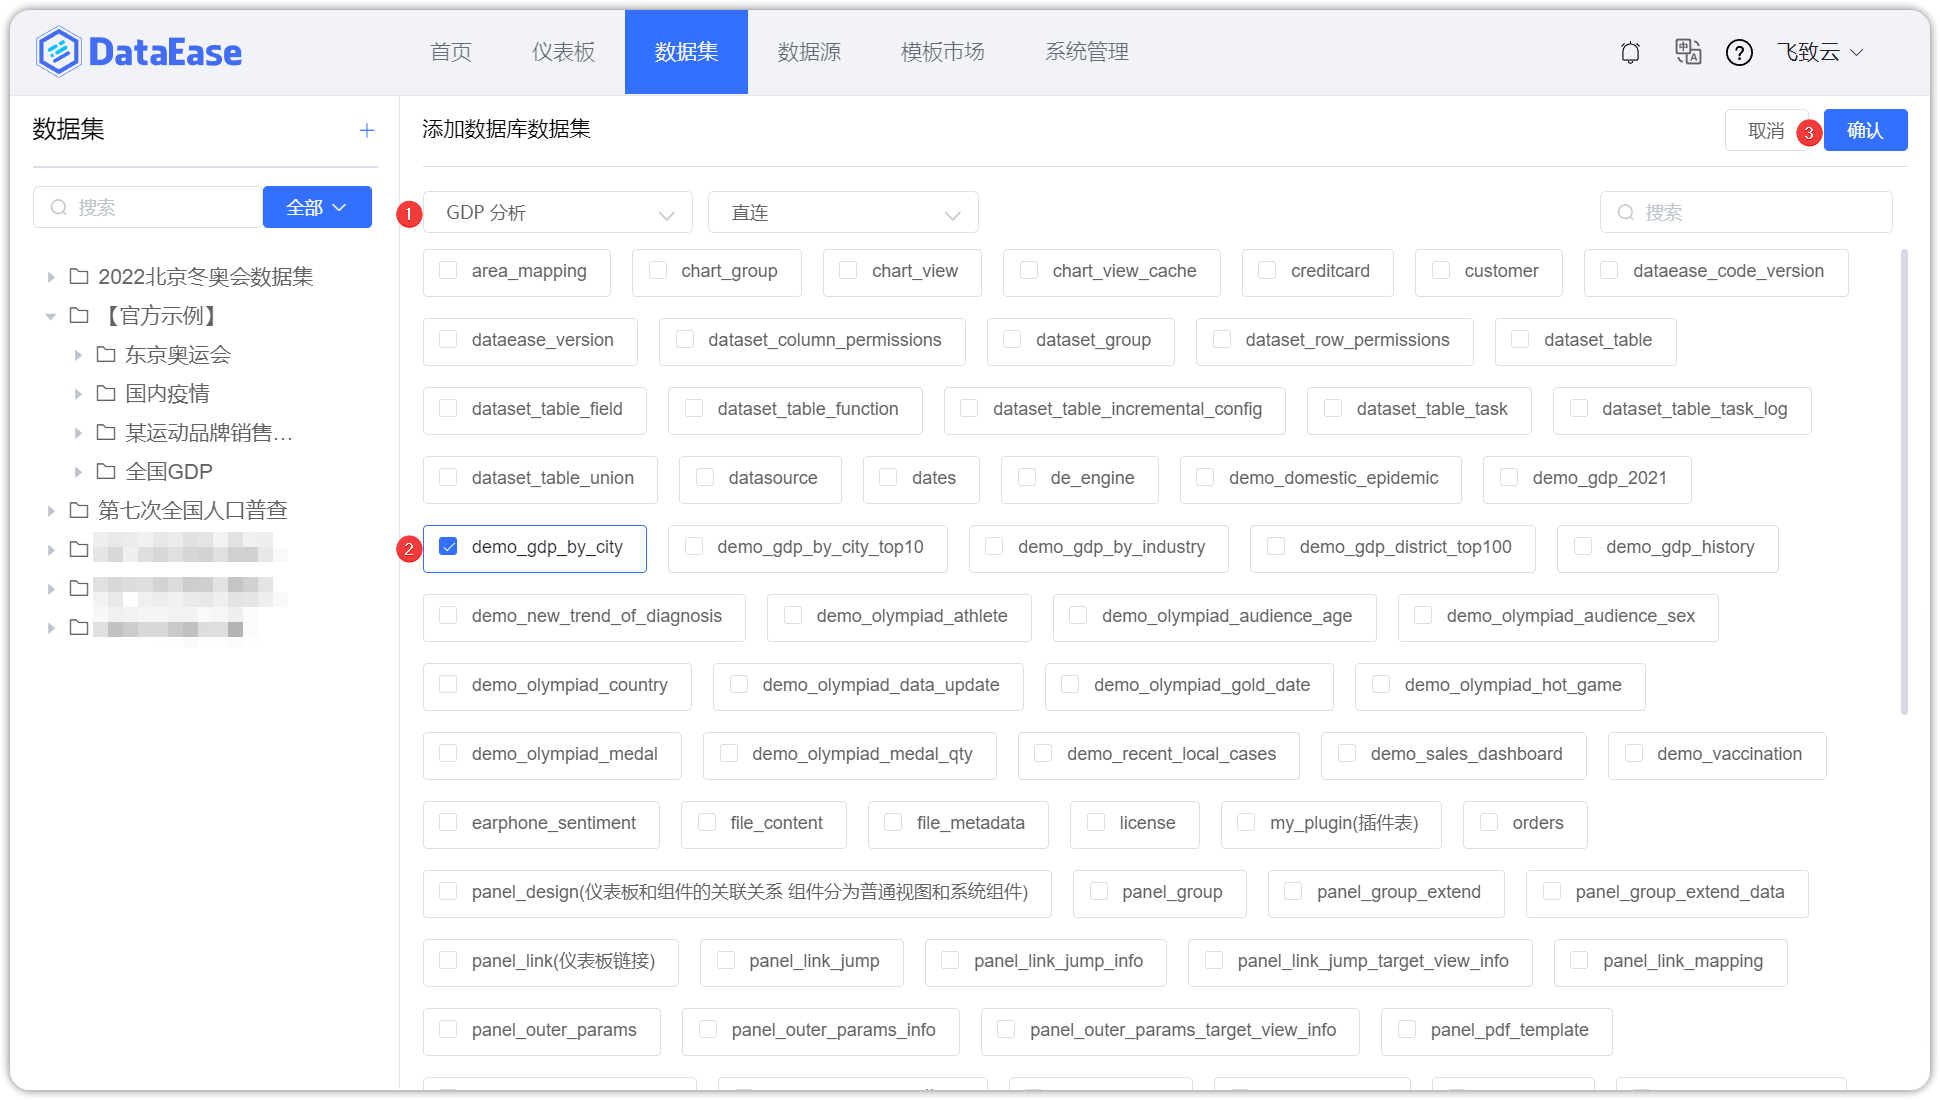 DataEase 首页 仪表板 数据集 数据源 模板市场 系统管理 中 A ? 飞致云
数据集 +
搜索 全部
2022北京冬奥会数据集
【官方示例】
东京奥运会
国内疫情
某运动品牌销售...
全国GDP
第七次全国人口普查
添加数据库数据集 取消 3 确认
1 GDP 分析 直连 搜索
area_mapping chart_group chart_view chart_view_cache creditcard customer dataease_code_version
dataease_version dataset_column_permissions dataset_group dataset_row_permissions dataset_table
dataset_table_field dataset_table_function dataset_table_incremental_config dataset_table_task dataset_table_task_log
dataset_table_union datasource dates de_engine demo_domestic_epidemic demo_gdp_2021
2 demo_gdp_by_city demo_gdp_by_city_top10 demo_gdp_by_industry demo_gdp_district_top100 demo_gdp_history
demo_new_trend_of_diagnosis demo_olympiad_athlete demo_olympiad_audience_age demo_olympiad_audience_sex
demo_olympiad_country demo_olympiad_data_update demo_olympiad_gold_date demo_olympiad_hot_game
demo_olympiad_medal demo_olympiad_medal_qty demo_recent_local_cases demo_sales_dashboard demo_vaccination
earphone_sentiment file_content file_metadata license my_plugin(插件表) orders
panel_design(仪表板和组件的关联关系 组件分为普通视图和系统组件) panel_group panel_group_extend panel_group_extend_data
panel_link(仪表板链接) panel_link_jump panel_link_jump_info panel_link_jump_target_view_info panel_link_mapping
panel_outer_params panel_outer_params_info panel_outer_params_target_view_info panel_pdf_template